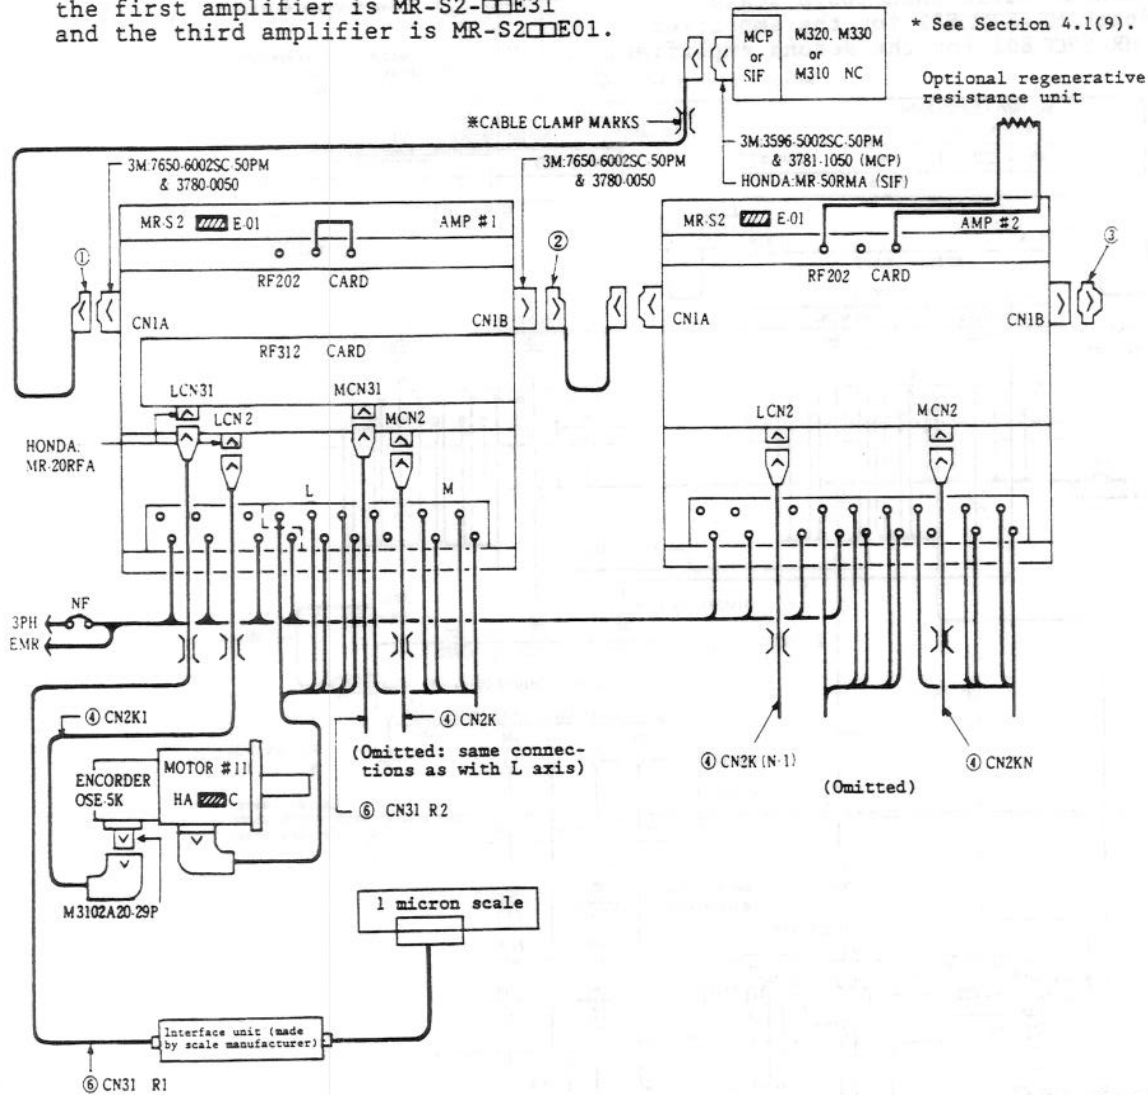 the first amplifier is MR-S2-□□E31
and the third amplifier is MR-S2□□E01.
* See Section 4.1(9).
MCP
or
SIF
M320, M330
or
M310 NC
Optional regenerative
resistance unit
※CABLE CLAMP MARKS
3M:7650-6002SC-50PM
& 3780-0050
3M:7650-6002SC 50PM
& 3780-0050
3M.3596-5002SC-50PM
& 3781-1050 (MCP)
HONDA:MR-50RMA (SIF)
MR-S2 E-01
AMP #1
MR-S2 E-01
AMP #2
①
②
③
RF202 CARD
RF202 CARD
CN1A
CN1B
CN1A
CN1B
RF312 CARD
LCN31
MCN31
LCN2
MCN2
LCN2
MCN2
HONDA:
MR-20RFA
L
M
NF
3PH
EMR
④ CN2K1
④ CN2K
(Omitted: same connec-
tions as with L axis)
④ CN2K (N-1)
④ CN2KN
(Omitted)
ENCORDER
OSE-5K
MOTOR #11
HA C
⑥ CN31 R2
M3102A20-29P
1 micron scale
Interface unit (made
by scale manufacturer)
⑥ CN31 R1